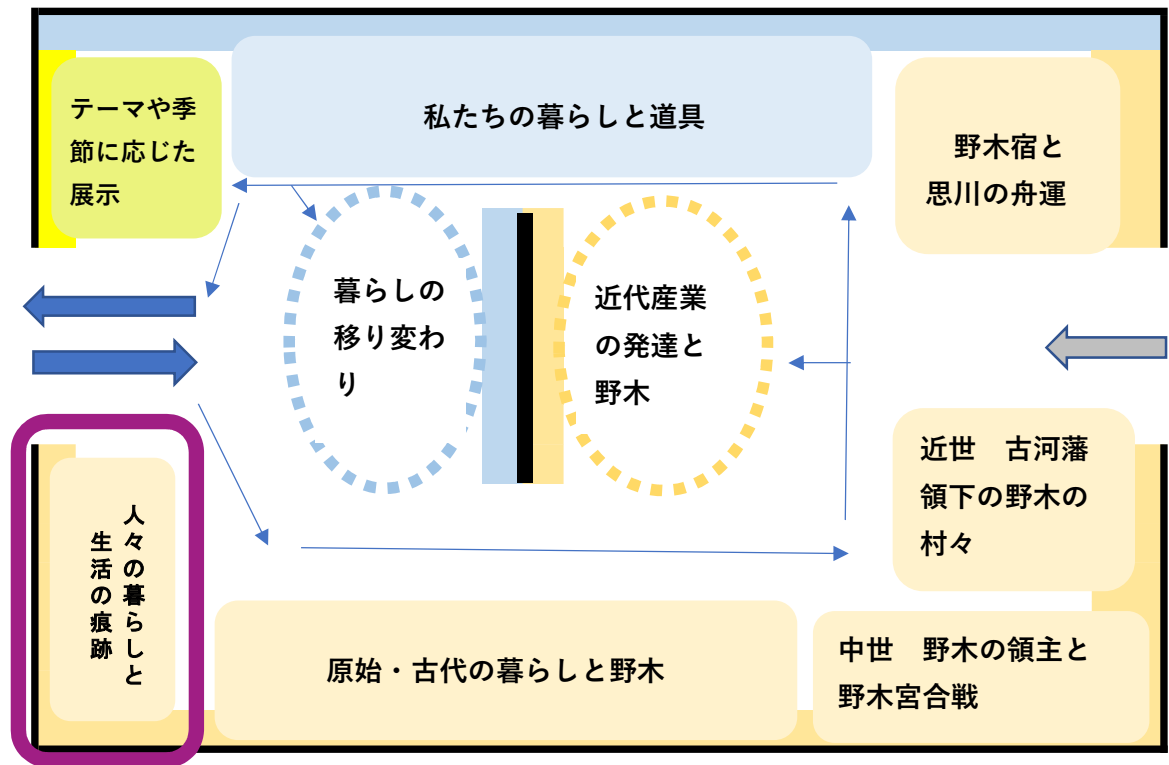 テーマや季
節に応じた
展示
私たちの暮らしと道具
野木宿と
思川の舟運
暮らしの
移り変わ
り
近代産業
の発達と
野木
近世　古河藩
領下の野木の
村々
人々の暮らしと
生活の痕跡
原始・古代の暮らしと野木
中世　野木の領主と
野木宮合戦